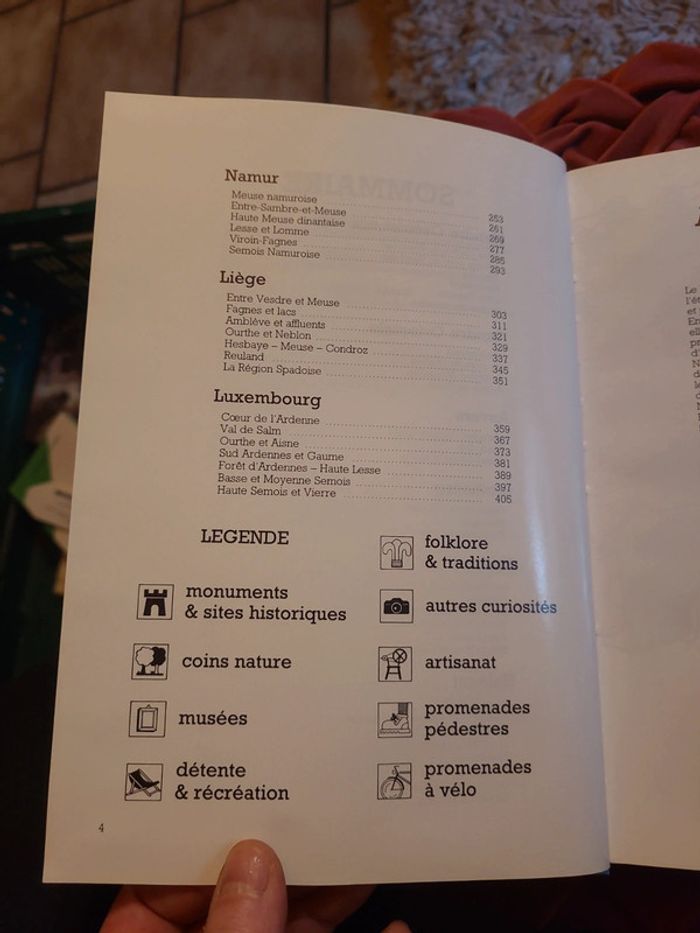 Namur
Meuse namuroise 253
Entre-Sambre-et-Meuse 261
Haute Meuse dinantaise 269
Lesse et Lomme 277
Viroin-Fagnes 285
Semois Namuroise 293
Liège
Entre Vesdre et Meuse 303
Fagnes et lacs 311
Amblève et affluents 321
Ourthe et Neblon 329
Hesbaye – Meuse – Condroz 337
Reuland 345
La Région Spadoise 351
Luxembourg
Cœur de l'Ardenne 359
Val de Salm 367
Ourthe et Aisne 373
Sud Ardennes et Gaume 381
Forêt d'Ardennes – Haute Lesse 389
Basse et Moyenne Semois 397
Haute Semois et Vierre 405
LEGENDE
monuments
& sites historiques
coins nature
musées
détente
& récréation
folklore
& traditions
autres curiosités
artisanat
promenades
pédestres
promenades
à vélo
4